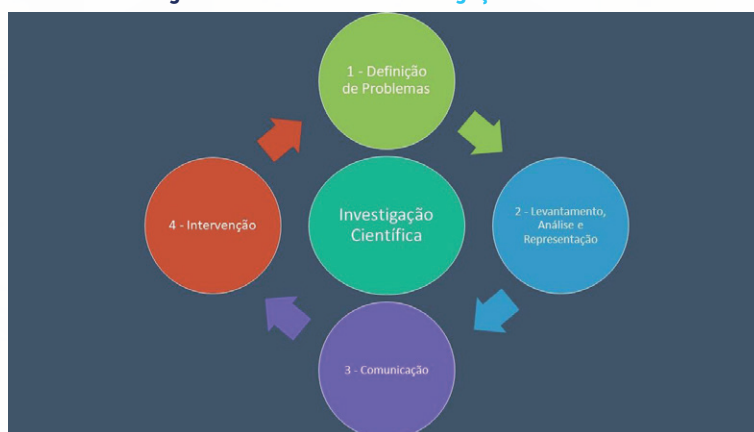 1 - Definição
de Problemas
Investigação
Científica
2 - Levantamento,
Análise e
Representação
4 - Intervenção
3 - Comunicação